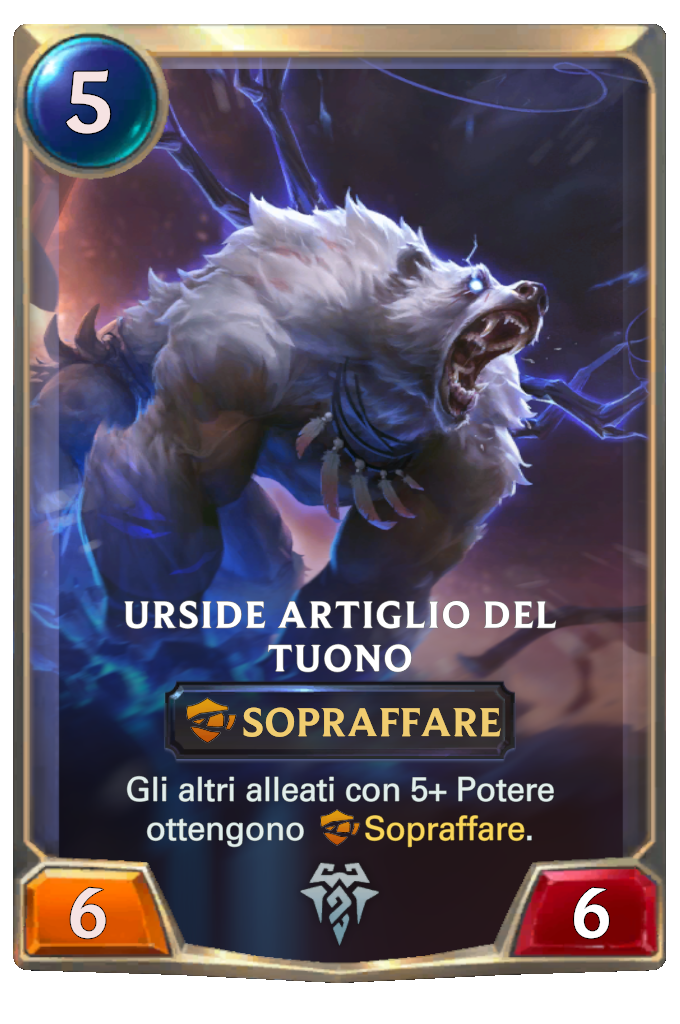 5
URSIDE ARTIGLIO DEL
TUONO
SOPRAFFARE
Gli altri alleati con 5+ Potere
ottengono Sopraffare.
6
6